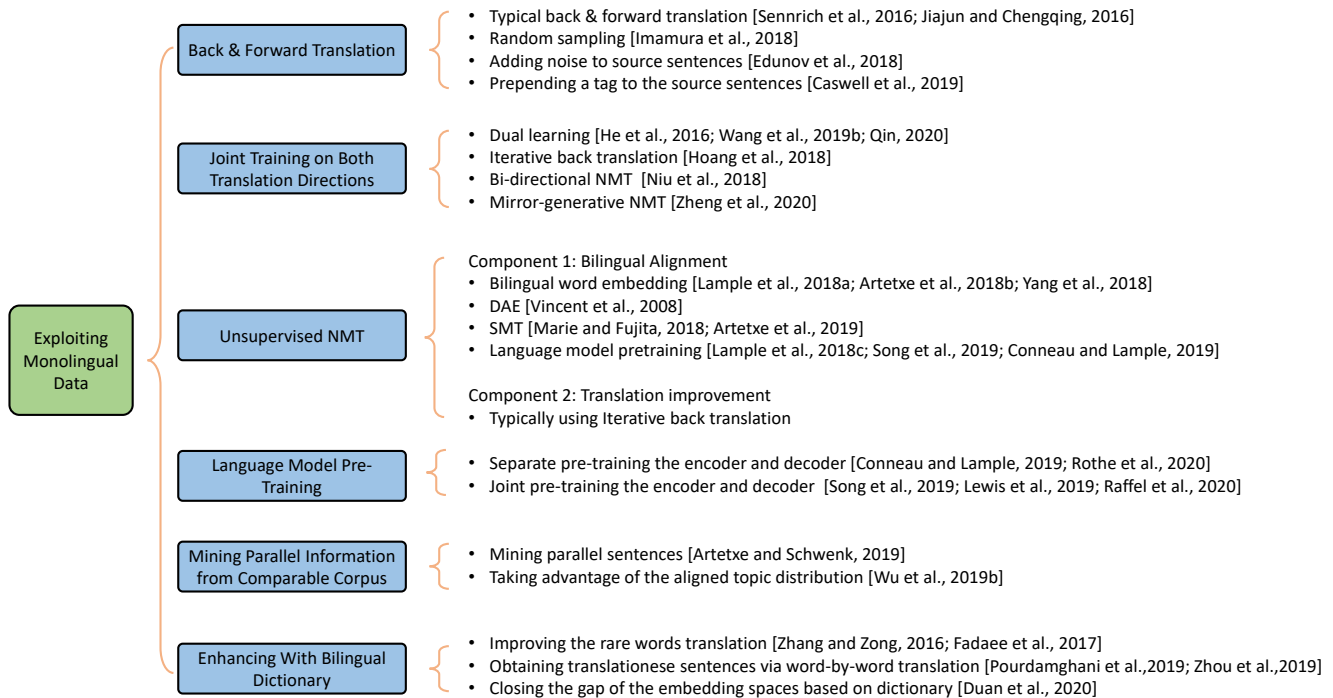 Exploiting
Monolingual
Data
Back & Forward Translation
• Typical back & forward translation [Sennrich et al., 2016; Jiajun and Chengqing, 2016]
• Random sampling [Imamura et al., 2018]
• Adding noise to source sentences [Edunov et al., 2018]
• Prepending a tag to the source sentences [Caswell et al., 2019]
Joint Training on Both
Translation Directions
• Dual learning [He et al., 2016; Wang et al., 2019b; Qin, 2020]
• Iterative back translation [Hoang et al., 2018]
• Bi-directional NMT [Niu et al., 2018]
• Mirror-generative NMT [Zheng et al., 2020]
Unsupervised NMT
Component 1: Bilingual Alignment
• Bilingual word embedding [Lample et al., 2018a; Artetxe et al., 2018b; Yang et al., 2018]
• DAE [Vincent et al., 2008]
• SMT [Marie and Fujita, 2018; Artetxe et al., 2019]
• Language model pretraining [Lample et al., 2018c; Song et al., 2019; Conneau and Lample, 2019]
Component 2: Translation improvement
• Typically using Iterative back translation
Language Model Pre-
Training
• Separate pre-training the encoder and decoder [Conneau and Lample, 2019; Rothe et al., 2020]
• Joint pre-training the encoder and decoder [Song et al., 2019; Lewis et al., 2019; Raffel et al., 2020]
Mining Parallel Information
from Comparable Corpus
• Mining parallel sentences [Artetxe and Schwenk, 2019]
• Taking advantage of the aligned topic distribution [Wu et al., 2019b]
Enhancing With Bilingual
Dictionary
• Improving the rare words translation [Zhang and Zong, 2016; Fadaee et al., 2017]
• Obtaining translationese sentences via word-by-word translation [Pourdamghani et al.,2019; Zhou et al.,2019]
• Closing the gap of the embedding spaces based on dictionary [Duan et al., 2020]